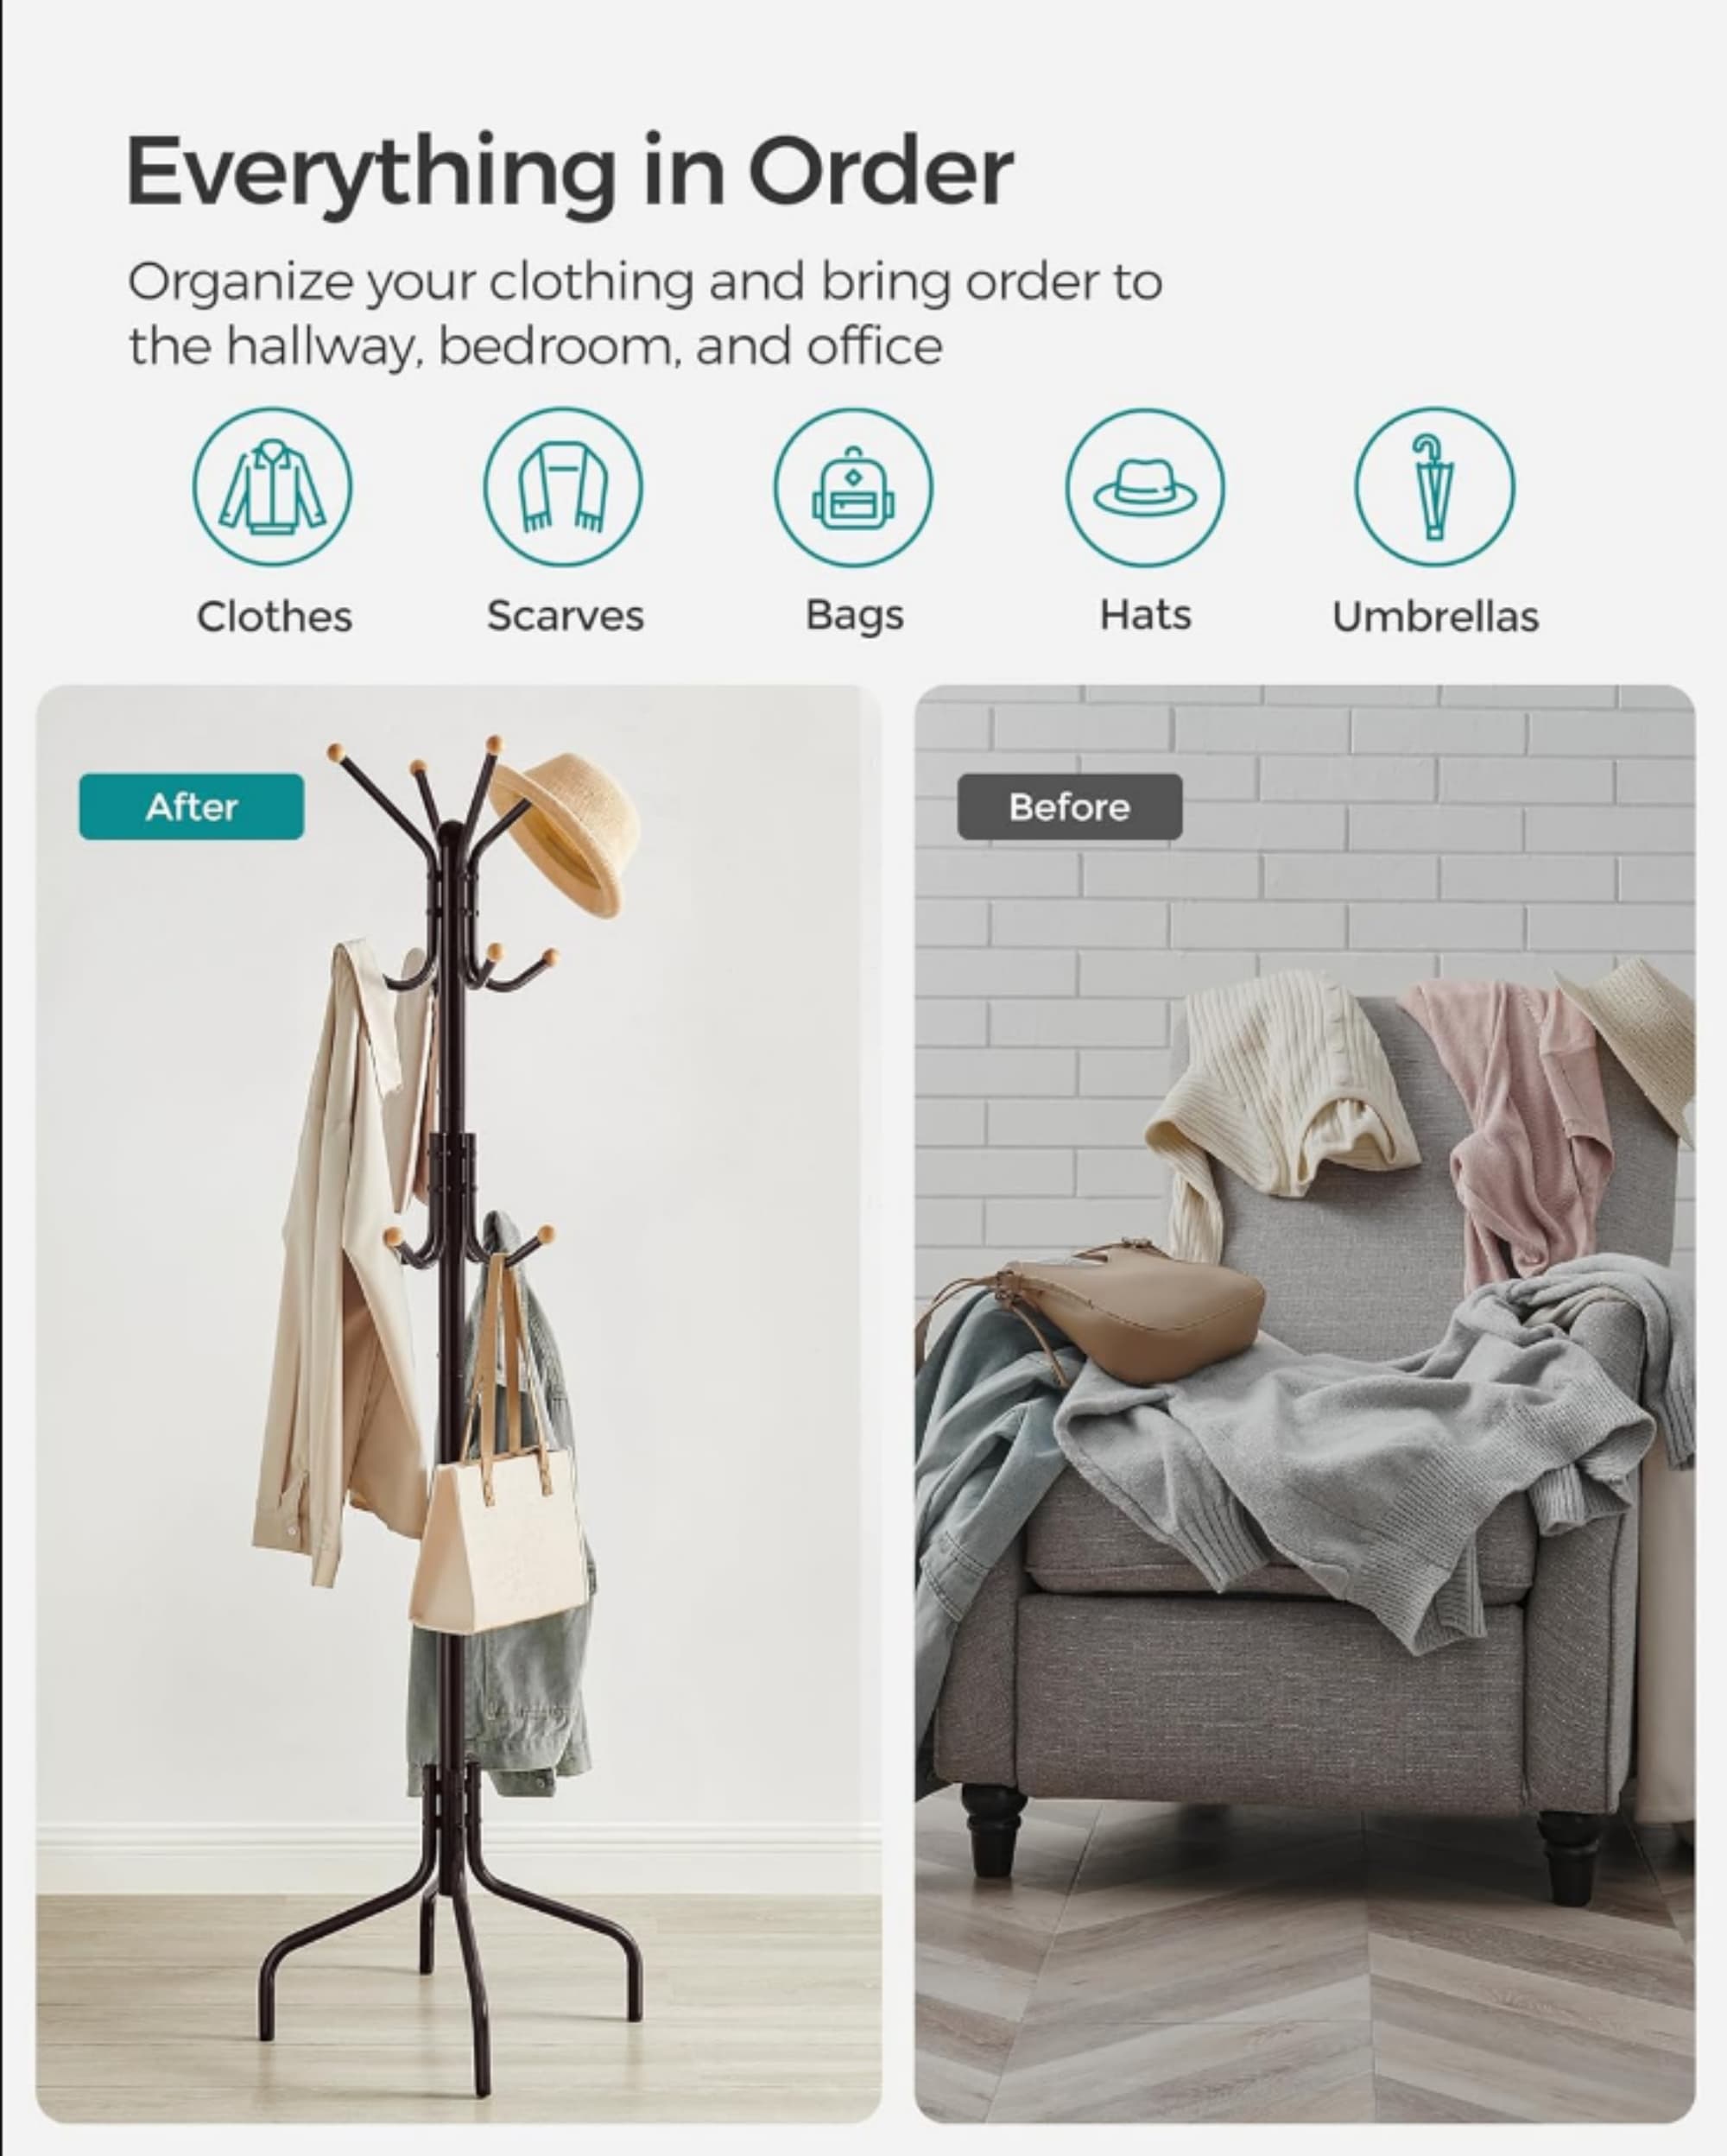 Everything in Order
Organize your clothing and bring order to
the hallway, bedroom, and office
Clothes
Scarves
Bags
Hats
Umbrellas
After
Before